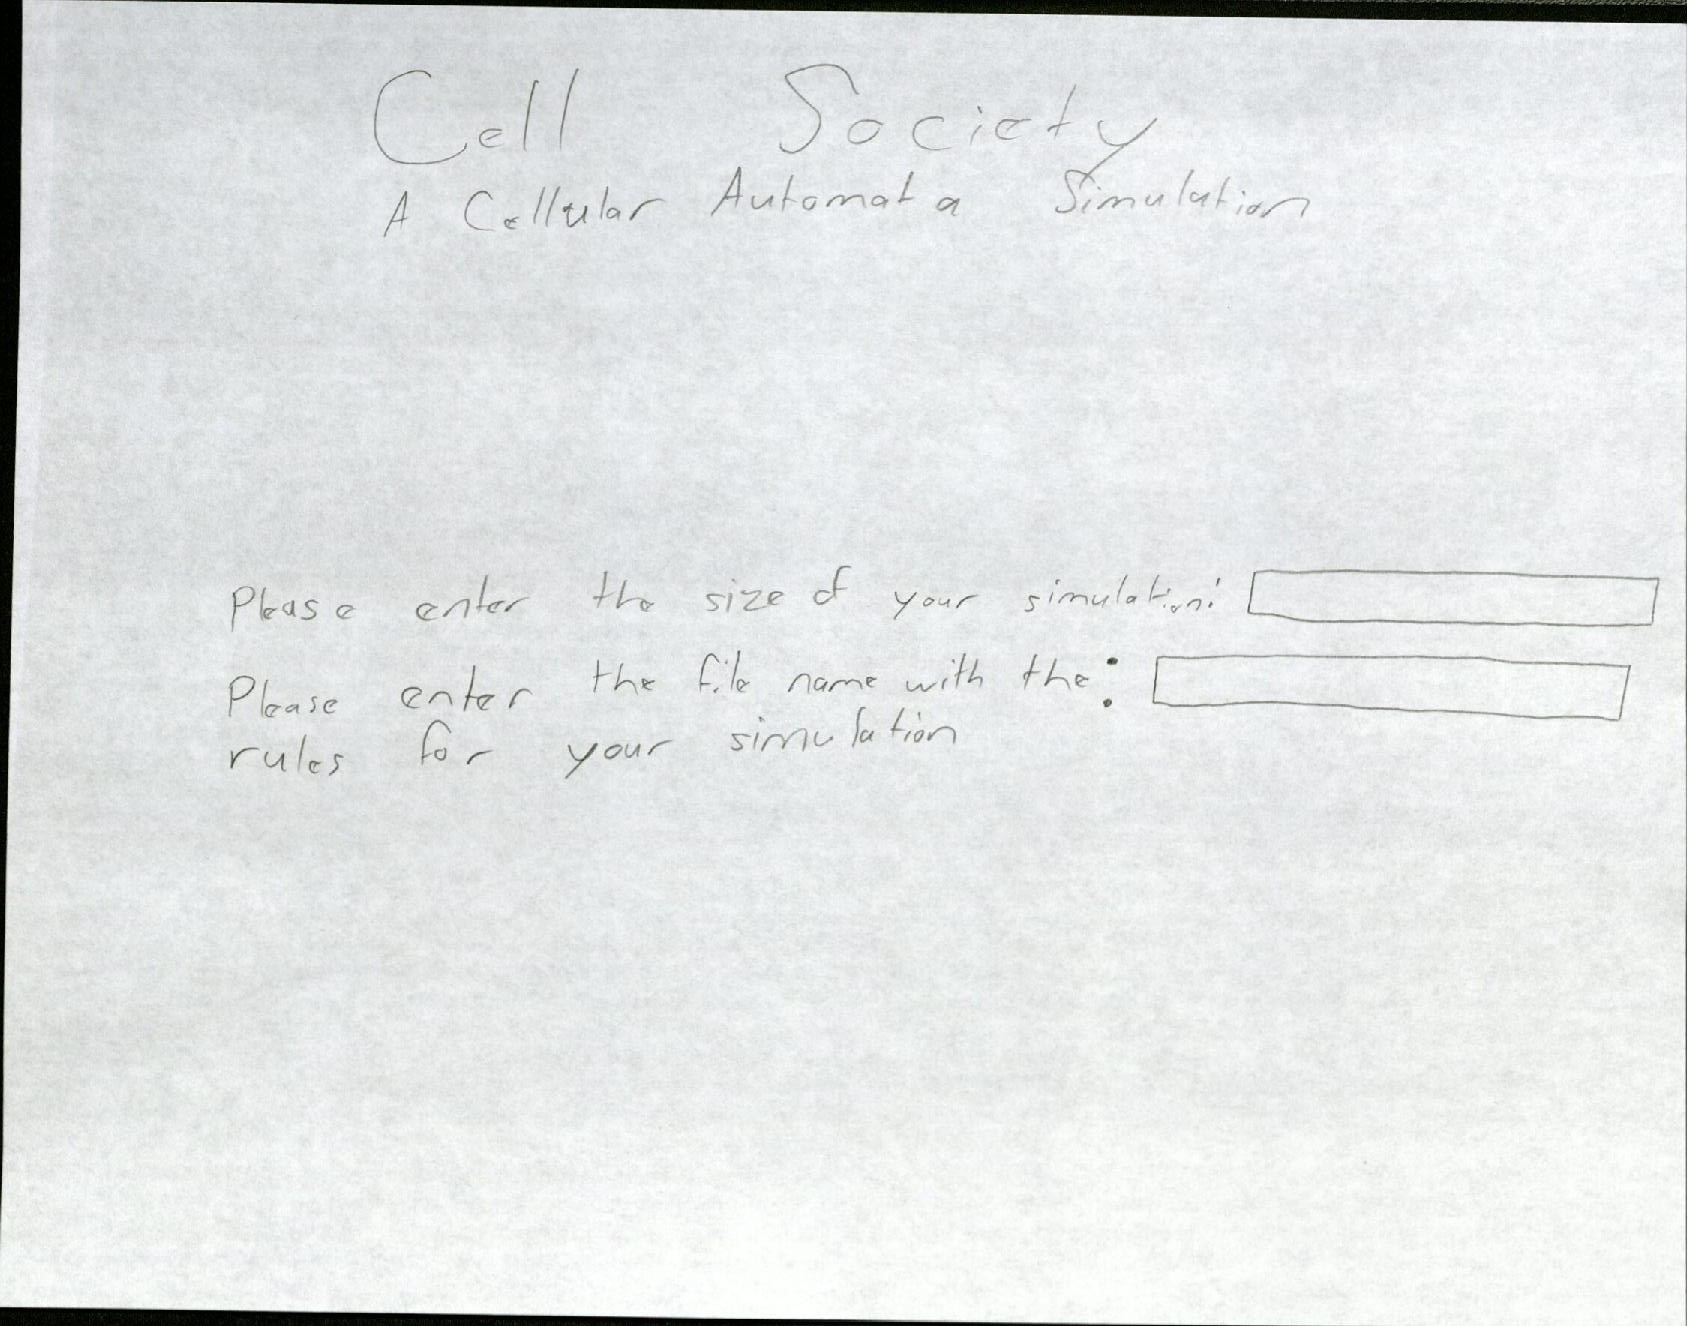 Cell Society
A Cellular Automata Simulation
Please enter the size of your simulation:
Please enter the file name with the:
rules for your simulation